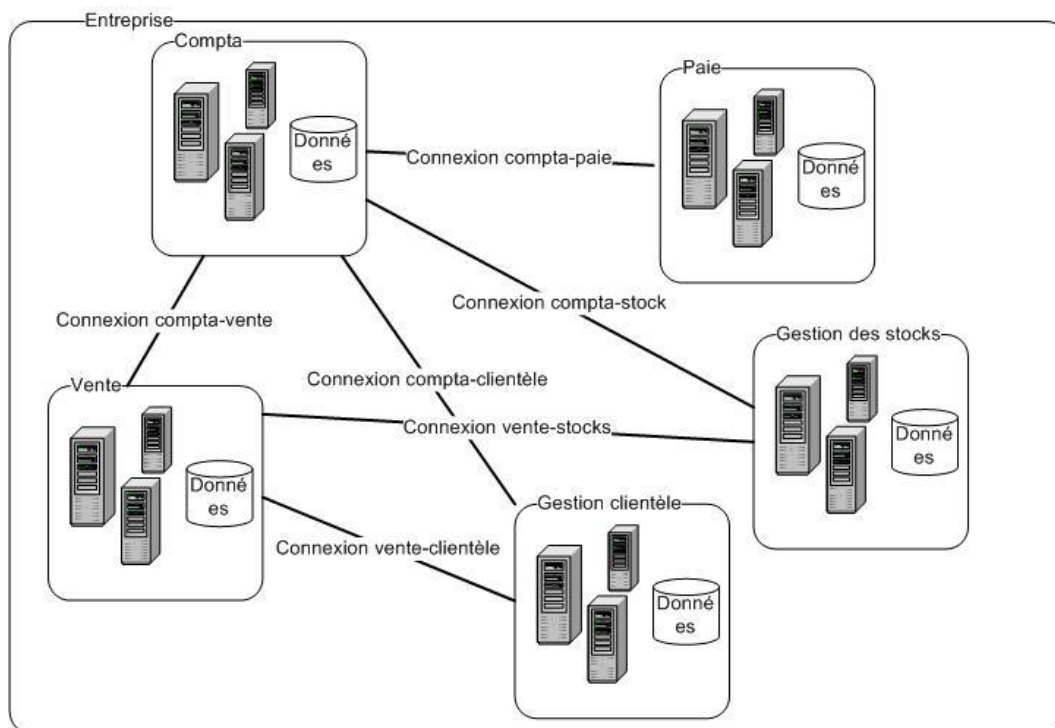 Entreprise
Compta
Paie
Donné
es
Connexion compta-paie
Donné
es
Connexion compta-stock
Connexion compta-vente
Gestion des stocks
Connexion compta-clientèle
Vente
Connexion vente-stocks
Donné
es
Donné
es
Gestion clientèle
Connexion vente-clientèle
Donné
es